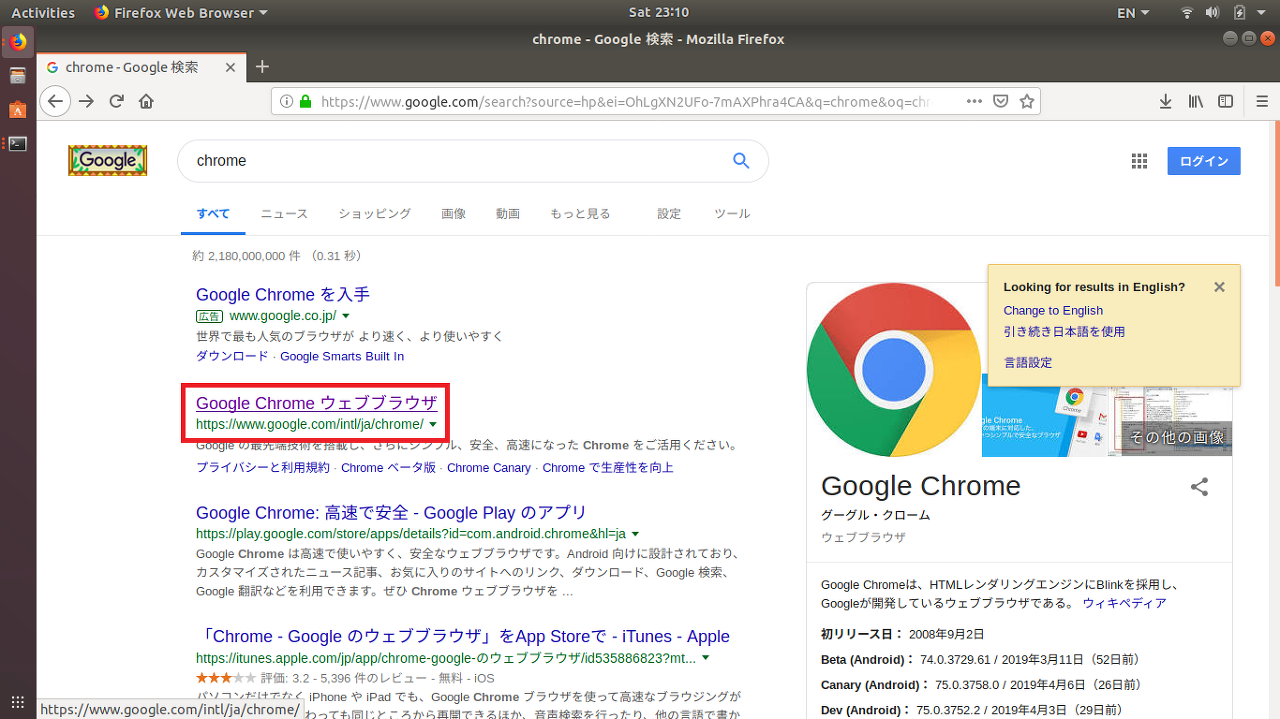 Activities
Firefox Web Browser
Sat 23:10
EN
chrome - Google 検索 - Mozilla Firefox
chrome - Google 検索
https://www.google.com/search?source=hp&ei=OhLgXN2UFo-7mAXPhra4CA&q=chrome&oq=chr
Google
chrome
ログイン
すべて ニュース ショッピング 画像 動画 もっと見る 設定 ツール
約 2,180,000,000 件 （0.31 秒）
Google Chrome を入手
広告 www.google.co.jp/
世界で最も人気のブラウザが より速く、より使いやすく
ダウンロード · Google Smarts Built In
Google Chrome ウェブブラウザ
https://www.google.com/intl/ja/chrome/
Google の最先端技術を搭載し、さらにシンプル、安全、高速になった Chrome をご活用ください。
プライバシーと利用規約 · Chrome ベータ版 · Chrome Canary · Chrome で生産性を向上
Google Chrome: 高速で安全 - Google Play のアプリ
https://play.google.com/store/apps/details?id=com.android.chrome&hl=ja
Google Chrome は高速で使いやすく、安全なウェブブラウザです。Android 向けに設計されており、
カスタマイズされたニュース記事、お気に入りのサイトへのリンク、ダウンロード、Google 検索、
Google 翻訳などを利用できます。ぜひ Chrome ウェブブラウザを ...
「Chrome - Google のウェブブラウザ」をApp Storeで - iTunes - Apple
https://itunes.apple.com/jp/app/chrome-google-のウェブブラウザ/id535886823?mt...
評価: 3.2 - 5,396 件のレビュー - 無料 - iOS
パソコンだけでなく iPhone や iPad でも、Google Chrome ブラウザを使って高速なブラウジングが
わっても同じところから再開できるほか、音声検索を行ったり、他の言語で書か
https://www.google.com/intl/ja/chrome/
Looking for results in English?
Change to English
引き続き日本語を使用
言語設定
その他の画像
Google Chrome
グーグル・クローム
ウェブブラウザ
Google Chromeは、HTMLレンダリングエンジンにBlinkを採用し、
Googleが開発しているウェブブラウザである。 ウィキペディア
初リリース日： 2008年9月2日
Beta (Android)： 74.0.3729.61 / 2019年3月11日（52日前）
Canary (Android)： 75.0.3758.0 / 2019年4月6日（26日前）
Dev (Android)： 75.0.3752.2 / 2019年4月3日（29日前）